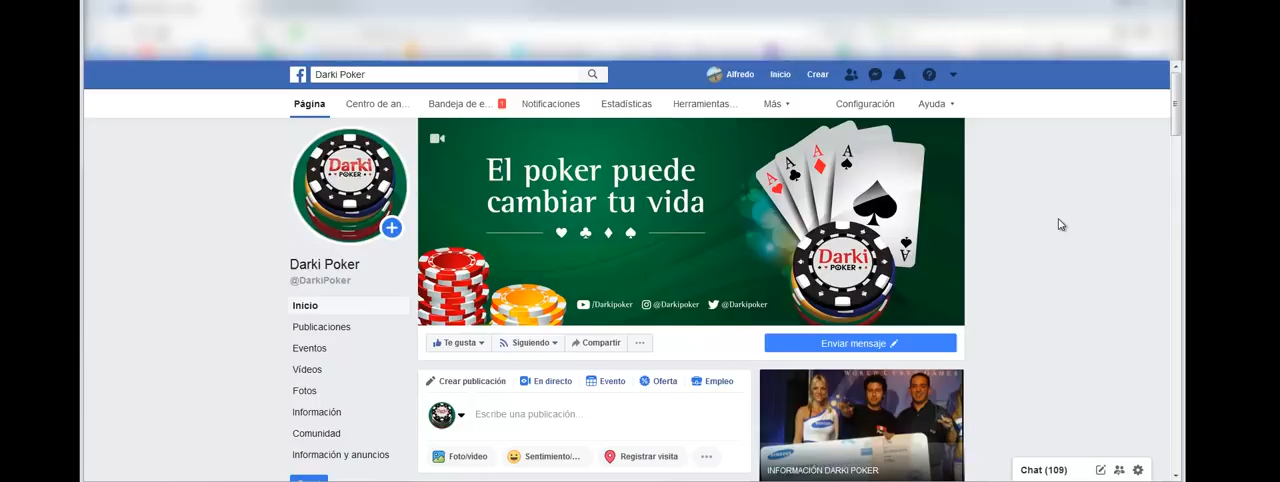 Darki Poker
Alfredo
Inicio
Crear
Página
Centro de an...
Bandeja de e...
1
Notificaciones
Estadísticas
Herramientas...
Más
Configuración
Ayuda
Darki
POKER
El poker puede
cambiar tu vida
A
A
A
A
A
Darki
POKER
/Darkipoker
@Darkipoker
@Darkipoker
Darki Poker
@DarkiPoker
Inicio
Publicaciones
Eventos
Vídeos
Fotos
Información
Comunidad
Información y anuncios
Te gusta
Siguiendo
Compartir
Enviar mensaje
Crear publicación
En directo
Evento
Oferta
Empleo
Escribe una publicación...
Foto/vídeo
Sentimiento/...
Registrar visita
INFORMACIÓN DARKI POKER
Chat (109)